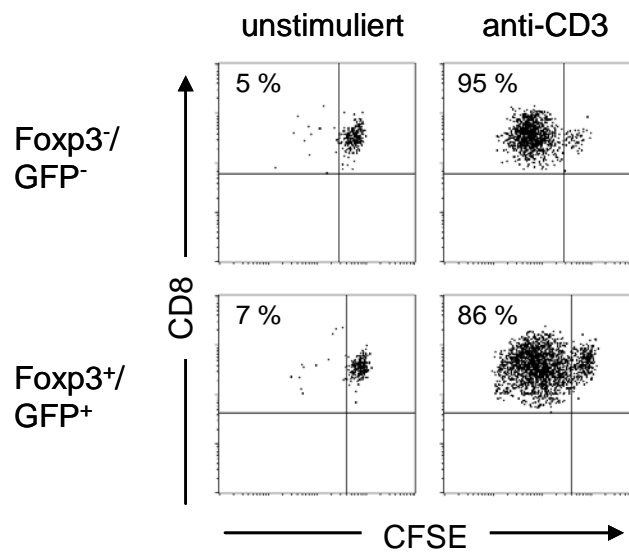 unstimuliert anti-CD3
5 % 95 %
Foxp3⁻/
GFP⁻
CD8
7 % 86 %
Foxp3⁺/
GFP⁺
CFSE